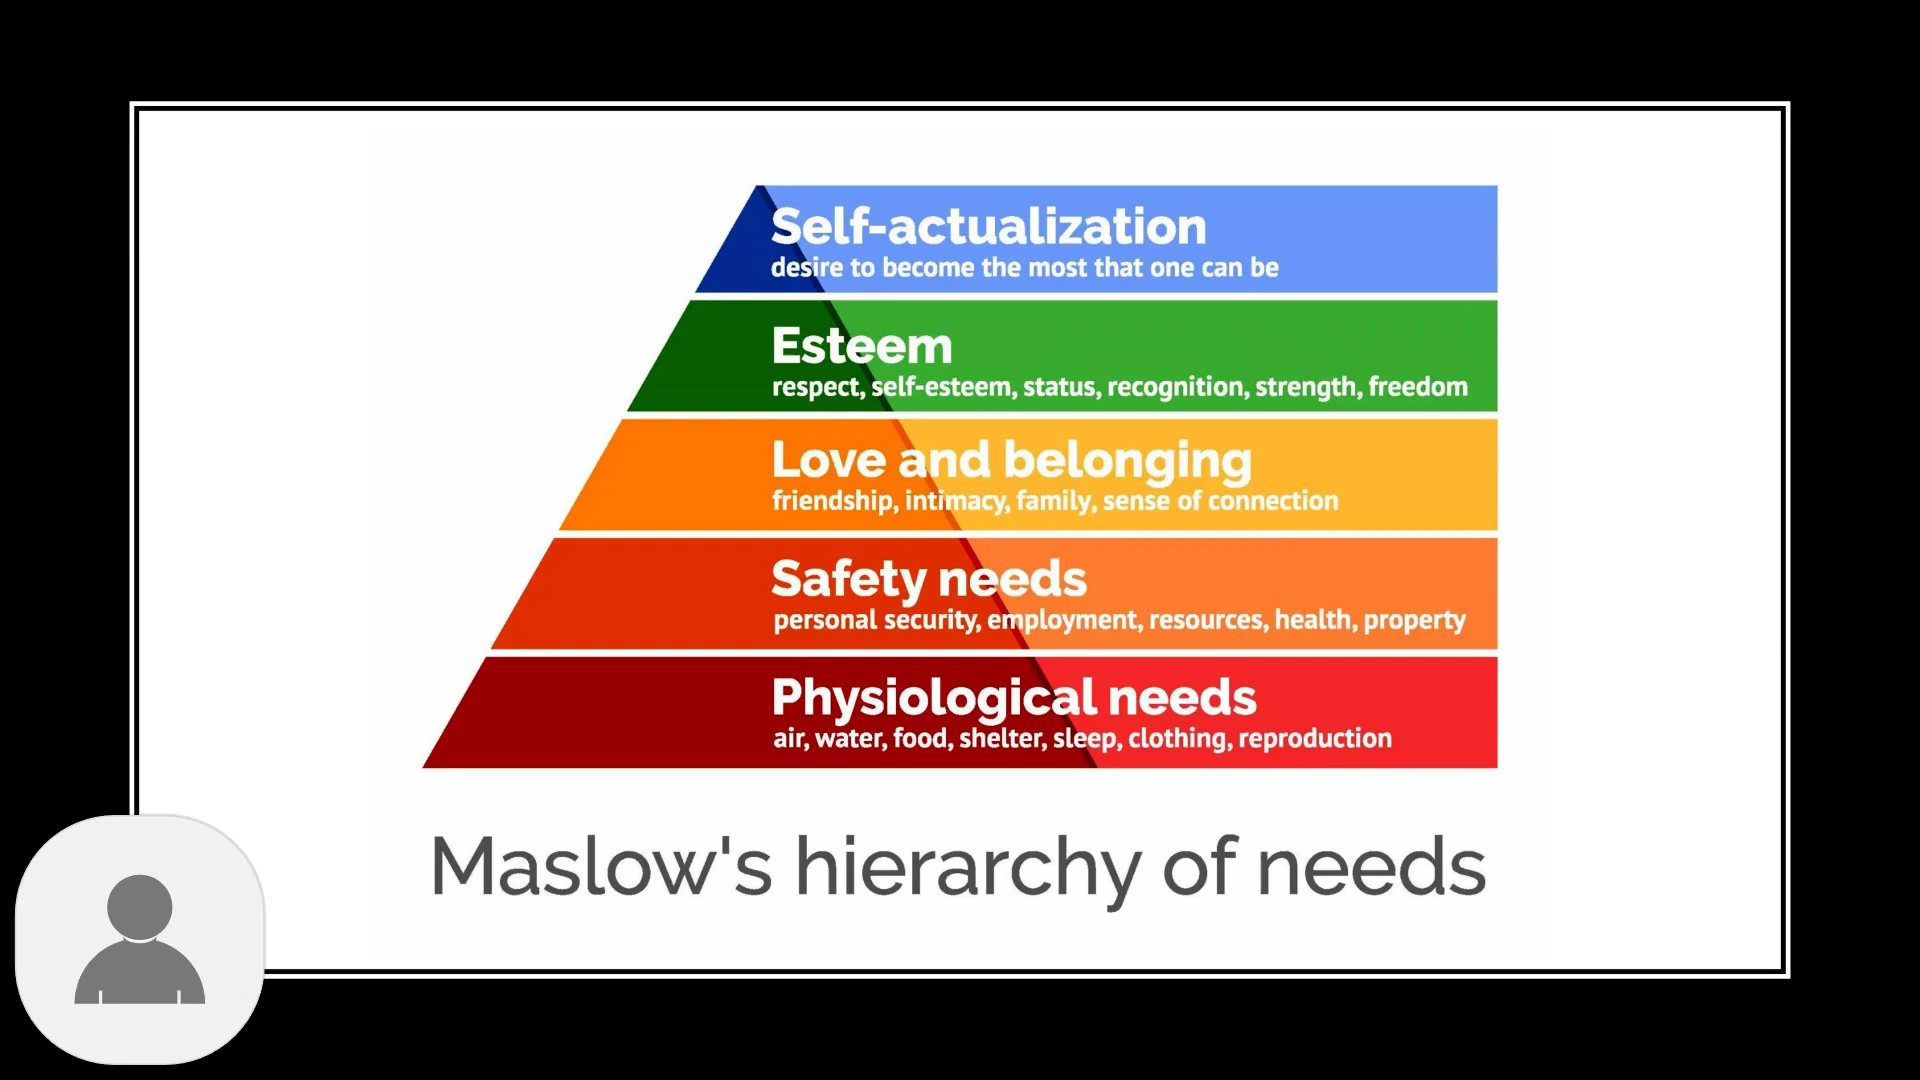 Self-actualization
desire to become the most that one can be
Esteem
respect, self-esteem, status, recognition, strength, freedom
Love and belonging
friendship, intimacy, family, sense of connection
Safety needs
personal security, employment, resources, health, property
Physiological needs
air, water, food, shelter, sleep, clothing, reproduction
Maslow's hierarchy of needs